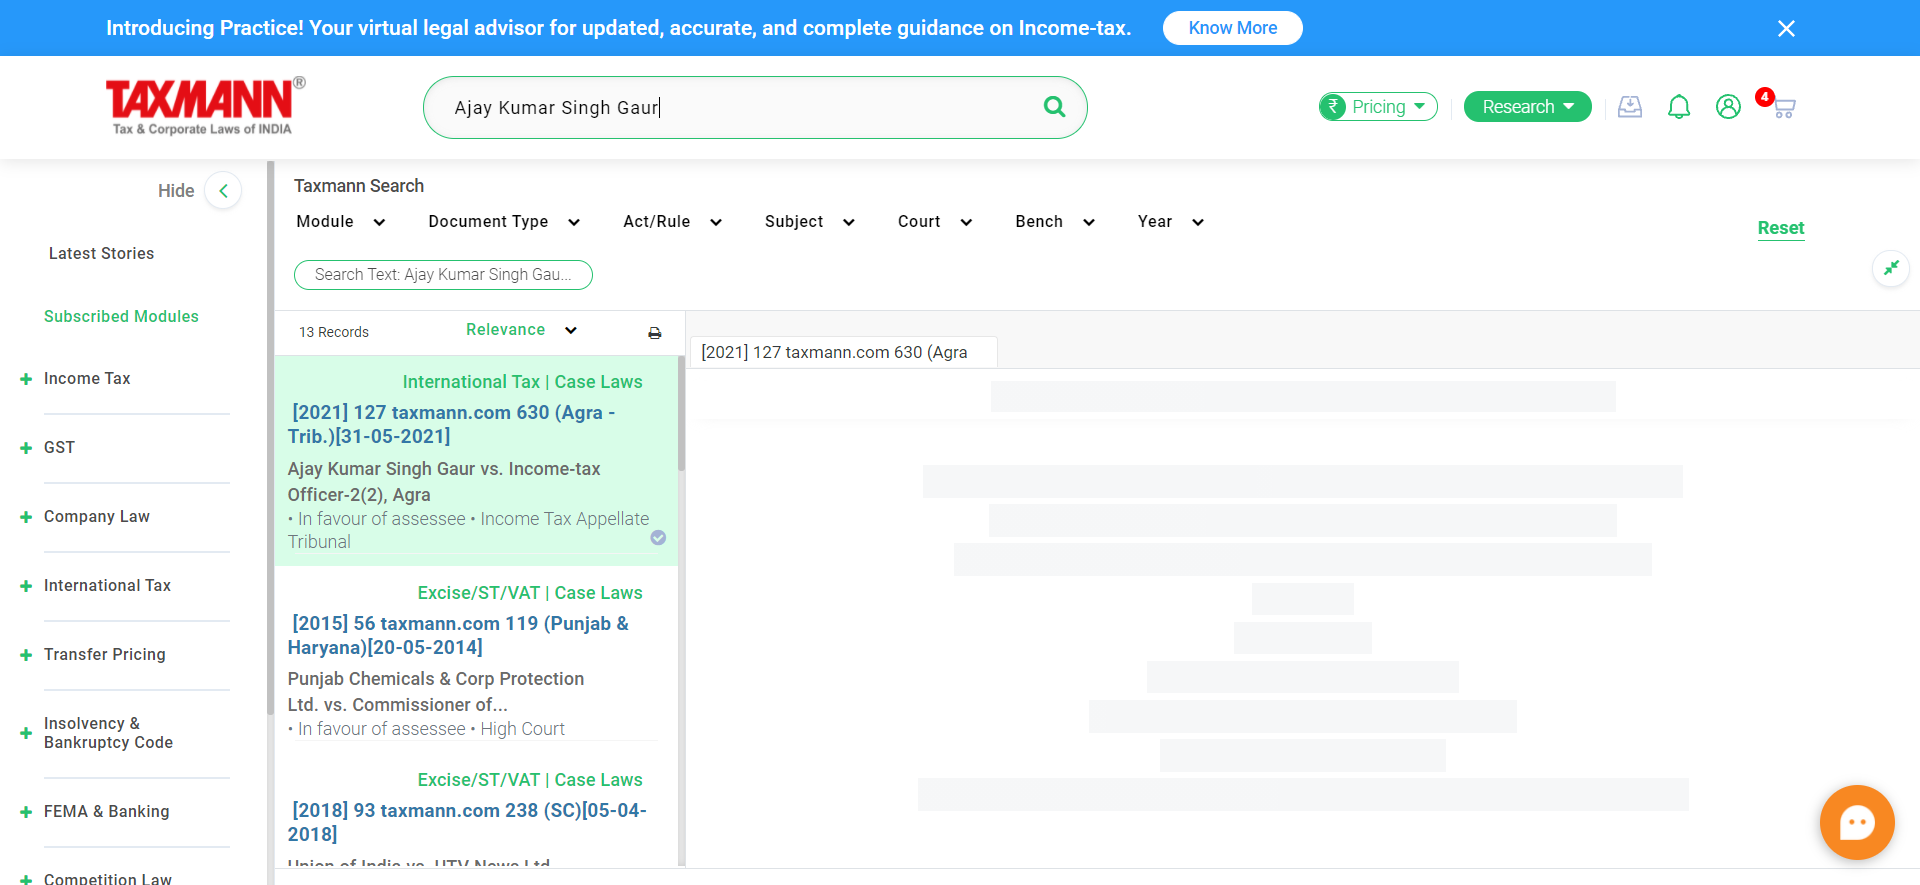 Introducing Practice! Your virtual legal advisor for updated, accurate, and complete guidance on Income-tax.
Know More
TAXMANN®
Tax & Corporate Laws of INDIA
Ajay Kumar Singh Gaur
₹ Pricing
Research
4
Hide
Latest Stories
Subscribed Modules
+ Income Tax
+ GST
+ Company Law
+ International Tax
+ Transfer Pricing
+ Insolvency &
Bankruptcy Code
+ FEMA & Banking
+ Competition Law
Taxmann Search
Module
Document Type
Act/Rule
Subject
Court
Bench
Year
Reset
Search Text: Ajay Kumar Singh Gau...
13 Records
Relevance
International Tax | Case Laws
[2021] 127 taxmann.com 630 (Agra -
Trib.)[31-05-2021]
Ajay Kumar Singh Gaur vs. Income-tax
Officer-2(2), Agra
• In favour of assessee • Income Tax Appellate
Tribunal
Excise/ST/VAT | Case Laws
[2015] 56 taxmann.com 119 (Punjab &
Haryana)[20-05-2014]
Punjab Chemicals & Corp Protection
Ltd. vs. Commissioner of...
• In favour of assessee • High Court
Excise/ST/VAT | Case Laws
[2018] 93 taxmann.com 238 (SC)[05-04-
2018]
Union of India vs. UTV News Ltd.
[2021] 127 taxmann.com 630 (Agra